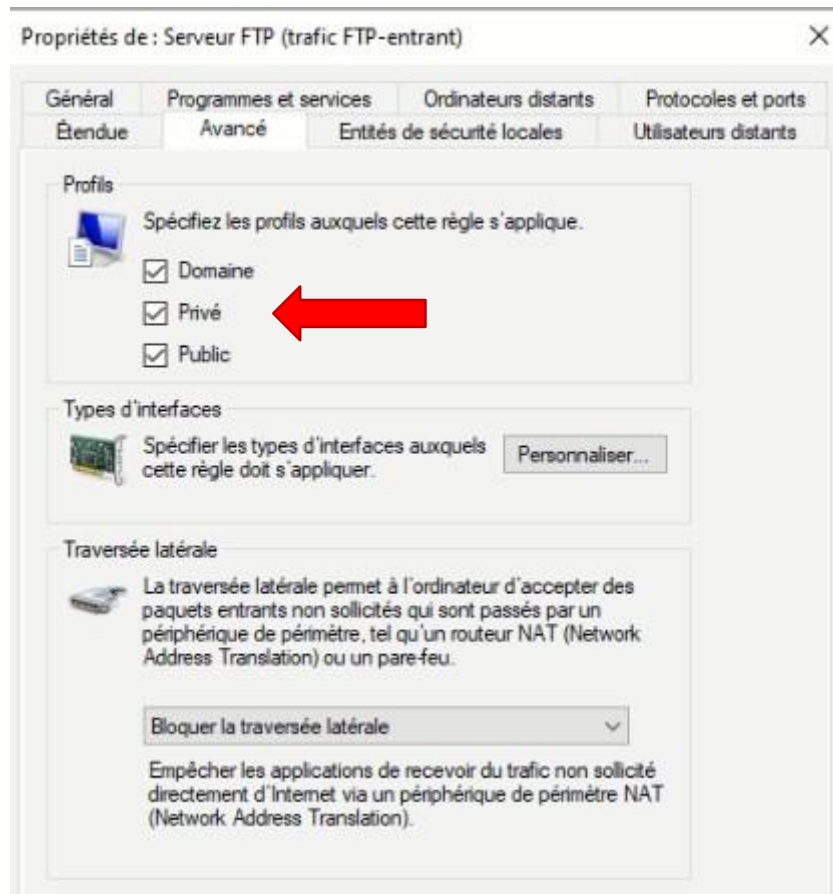 Propriétés de : Serveur FTP (trafic FTP-entrant)
Général Programmes et services Ordinateurs distants Protocoles et ports
Étendue Avancé Entités de sécurité locales Utilisateurs distants
Profils
Spécifiez les profils auxquels cette règle s'applique.
Domaine
Privé
Public
Types d'interfaces
Spécifier les types d'interfaces auxquels
cette règle doit s'appliquer.
Personnaliser...
Traversée latérale
La traversée latérale permet à l'ordinateur d'accepter des
paquets entrants non sollicités qui sont passés par un
périphérique de périmètre, tel qu'un routeur NAT (Network
Address Translation) ou un pare-feu.
Bloquer la traversée latérale
Empêcher les applications de recevoir du trafic non sollicité
directement d'Internet via un périphérique de périmètre NAT
(Network Address Translation).